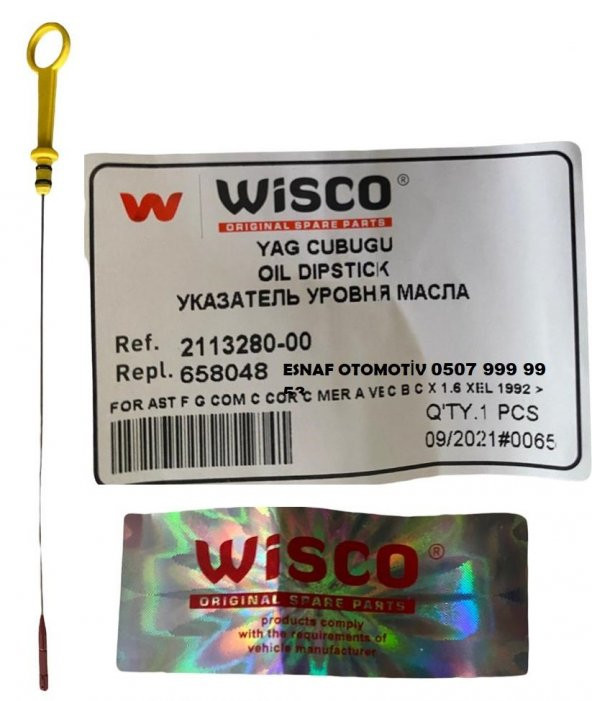 WiSCO®
ORIGINAL SPARE PARTS
YAG CUBUGU
OIL DIPSTICK
УКАЗАТЕЛЬ УРОВНЯ МАСЛА
Ref. 2113280-00
Repl. 658048 ESNAF OTOMOTİV 0507 999 99
53
FOR AST F G COM C COR C MER A VEC B C X 1.6 XEL 1992 >
Q'TY.1 PCS
09/2021#0065
WiSCO®
ORIGINAL SPARE PARTS
products comply
with the requirements of
vehicle manufacturer